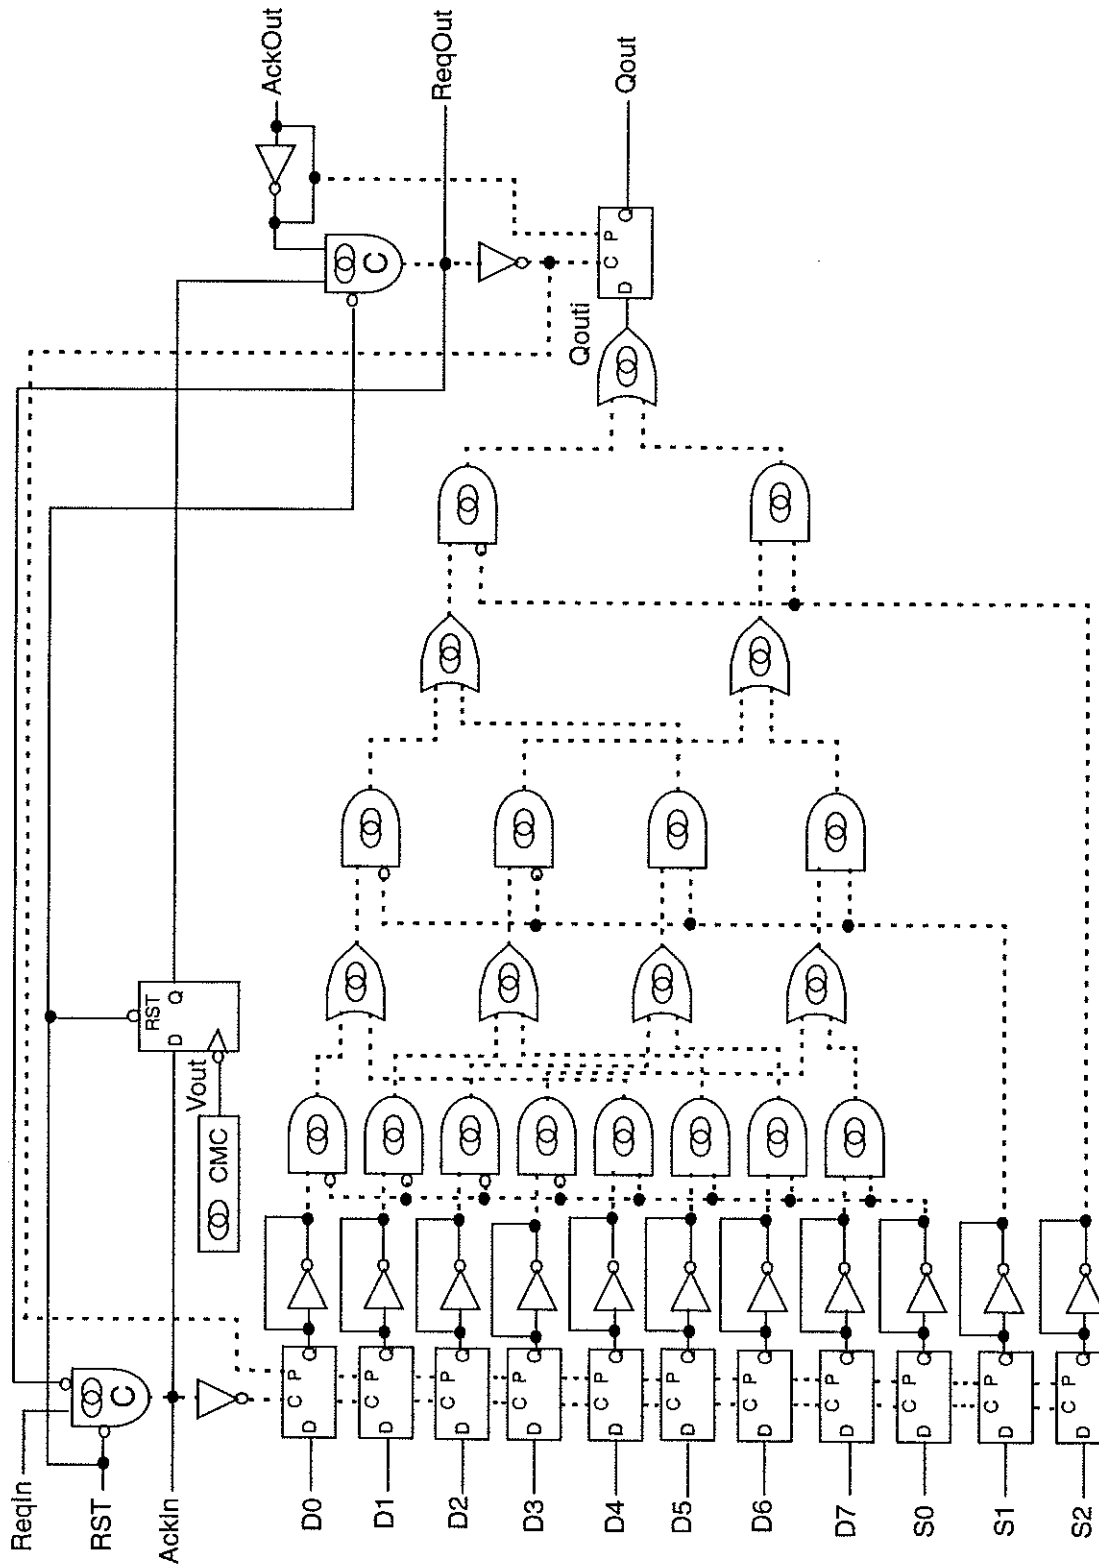 ReqIn
RST
AckIn
D0
D1
D2
D3
D4
D5
D6
D7
S0
S1
S2
C
D C P Q
D C P Q
D C P Q
D C P Q
D C P Q
D C P Q
D C P Q
D C P Q
D C P Q
D C P Q
D C P Q
CMC
Vout
RST
D Q
C
AckOut
ReqOut
Qouti
D C P Q
Qout